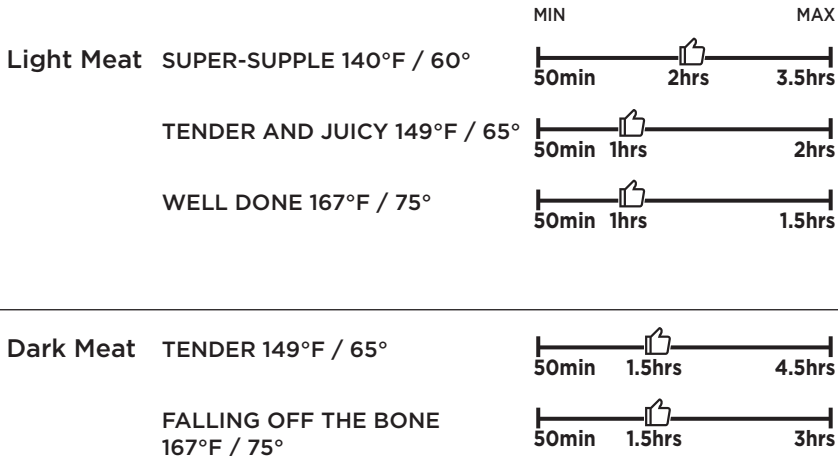 MIN MAX
Light Meat SUPER-SUPPLE 140°F / 60°
50min 2hrs 3.5hrs
TENDER AND JUICY 149°F / 65°
50min 1hrs 2hrs
WELL DONE 167°F / 75°
50min 1hrs 1.5hrs
Dark Meat TENDER 149°F / 65°
50min 1.5hrs 4.5hrs
FALLING OFF THE BONE
167°F / 75°
50min 1.5hrs 3hrs